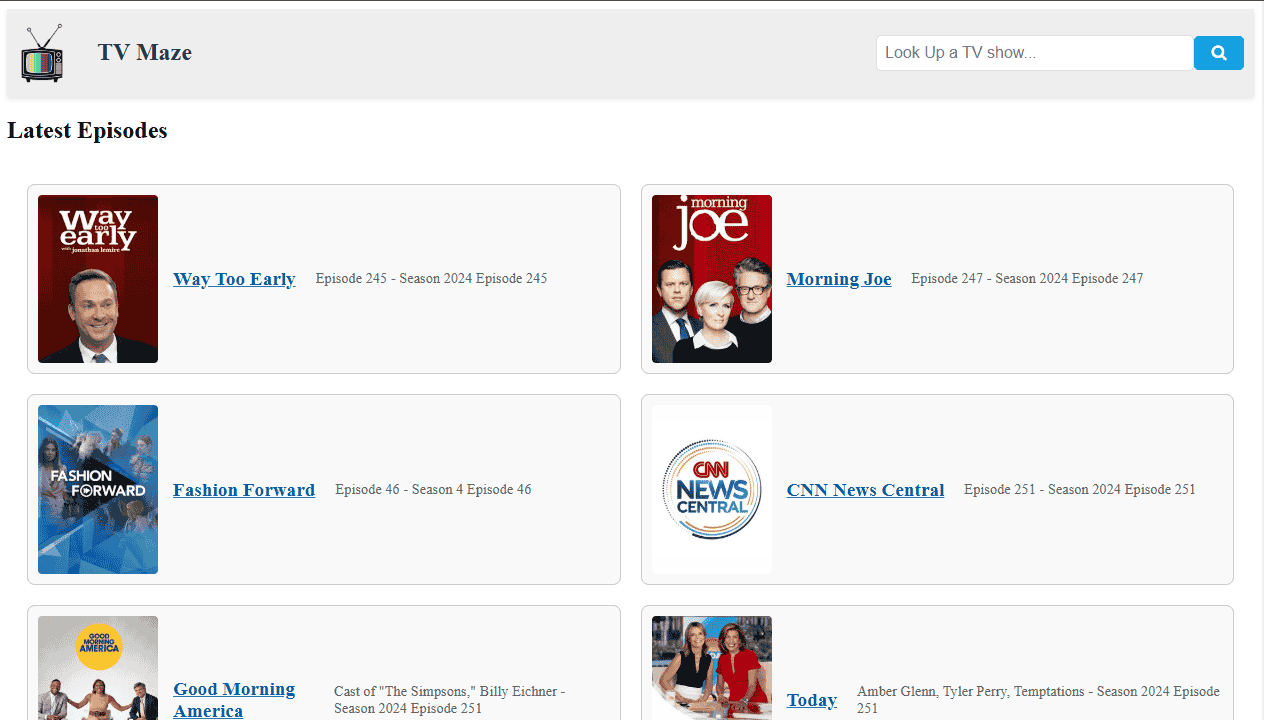 TV Maze
Look Up a TV show...
Latest Episodes
way
too
early
with jonathan lemire
Way Too Early
Episode 245 - Season 2024 Episode 245
morning
joe
Morning Joe
Episode 247 - Season 2024 Episode 247
FASHION
FORWARD
Fashion Forward
Episode 46 - Season 4 Episode 46
CNN
NEWS
CENTRAL
CNN News Central
Episode 251 - Season 2024 Episode 251
GOOD
MORNING
AMERICA
Good Morning
America
Cast of "The Simpsons," Billy Eichner -
Season 2024 Episode 251
Today
Amber Glenn, Tyler Perry, Temptations - Season 2024 Episode
251